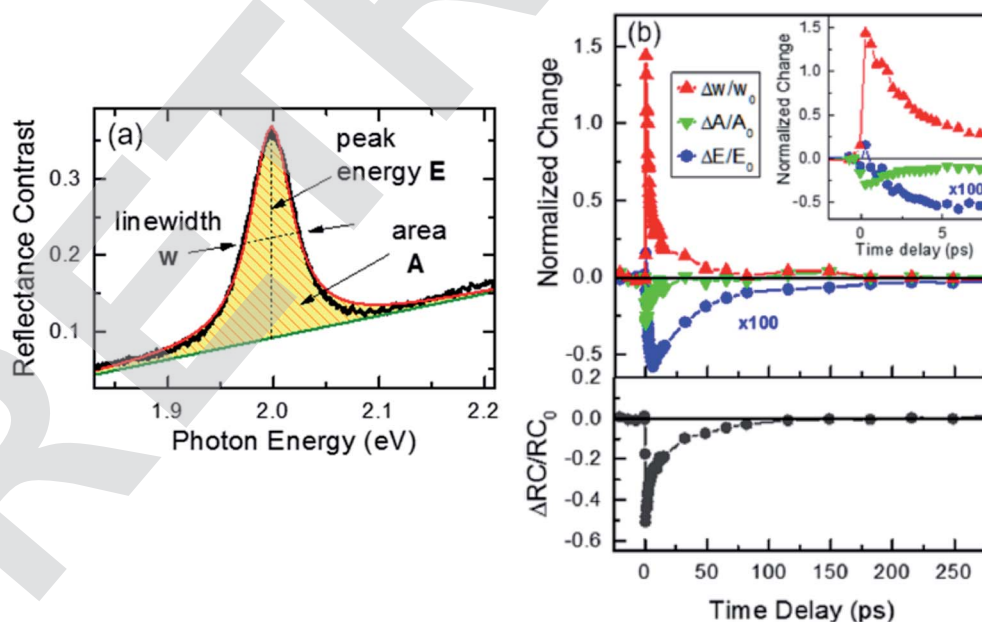 RETR
(a)
peak
energy E
linewidth
w
area
A
Reflectance Contrast
0.3
0.2
0.1
1.9
2.0
2.1
2.2
Photon Energy (eV)
(b)
Normalized Change
1.5
1.0
0.5
0.0
-0.5
Δw/w0
ΔA/A0
ΔE/E0
x100
Normalized Change
1.5
1.0
0.5
0.0
-0.5
x100
0
5
Time delay (ps)
ΔRC/RC0
0.2
0.0
-0.2
-0.4
-0.6
0
50
100
150
200
250
Time Delay (ps)